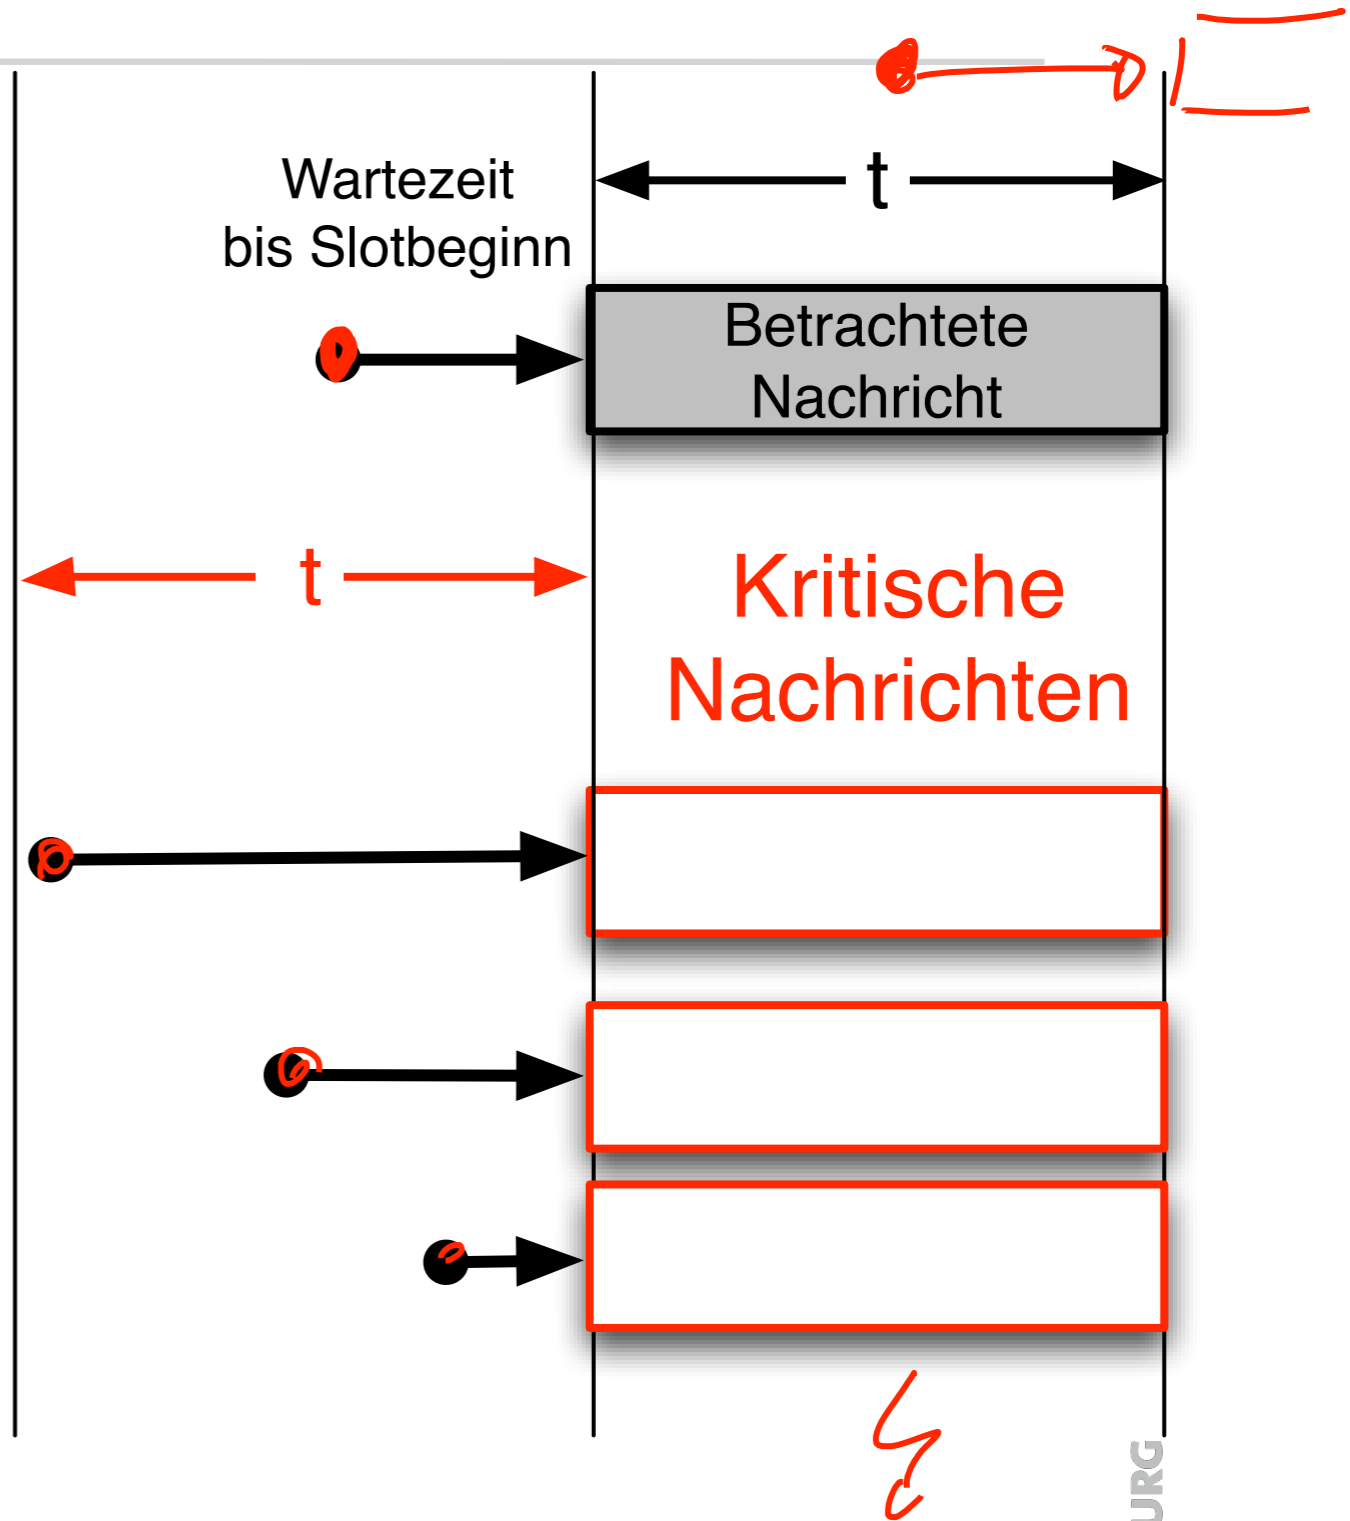 Wartezeit
bis Slotbeginn
t
Betrachtete
Nachricht
t
Kritische
Nachrichten
URG